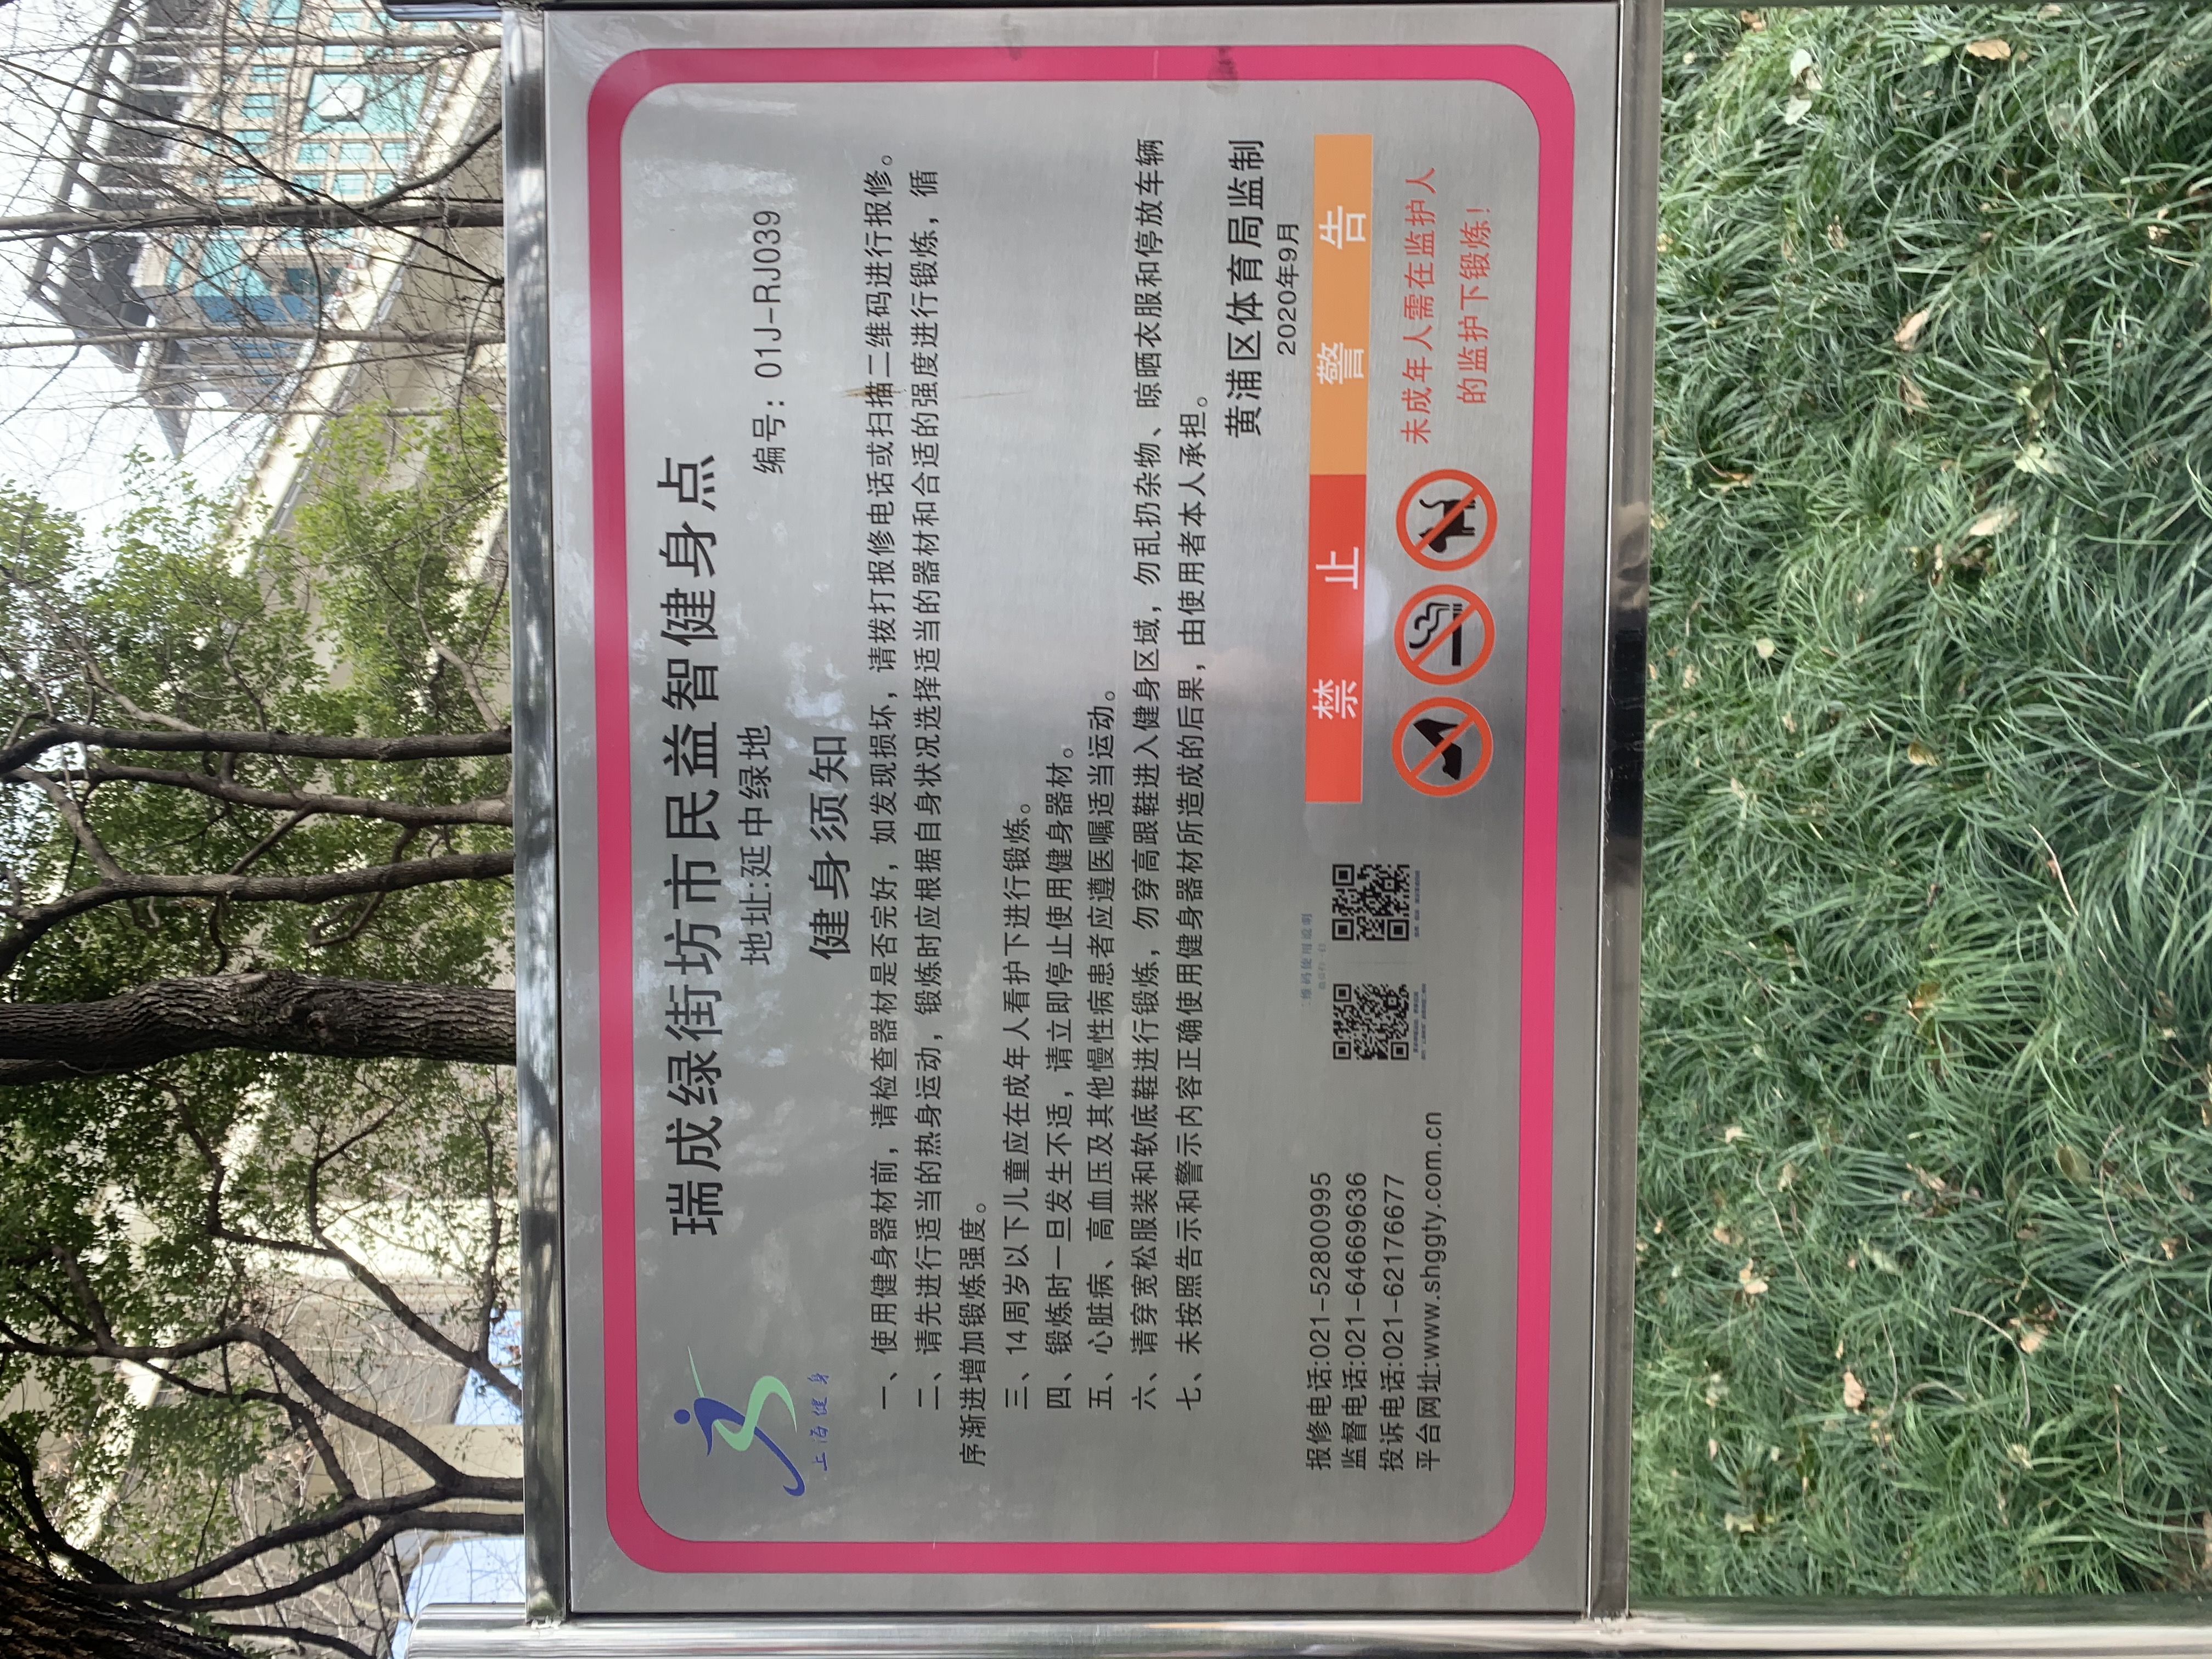 瑞成绿街坊市民益智健身点
地址:延中绿地
编号：01J-RJ039
上海健身
健身须知
一、使用健身器材前，请检查器材是否完好，如发现损坏，请拨打报修电话或扫描二维码进行报修。
二、请先进行适当的热身运动，锻炼时应根据自身状况选择适当的器材和合适的强度进行锻炼，循
序渐进增加锻炼强度。
三、14周岁以下儿童应在成年人看护下进行锻炼。
四、锻炼时一旦发生不适，请立即停止使用健身器材。
五、心脏病、高血压及其他慢性病患者应遵医嘱适当运动。
六、请穿宽松服装和软底鞋进行锻炼，勿穿高跟鞋进入健身区域，勿乱扔杂物、晾晒衣服和停放车辆
七、未按照告示和警示内容正确使用健身器材所造成的后果，由使用者本人承担。
黄浦区体育局监制
2020年9月
报修电话:021-52800995
监督电话:021-64669636
投诉电话:021-62176677
平台网址:www.shggty.com.cn
二维码使用说明
禁止
警告
未成年人需在监护人
的监护下锻炼！